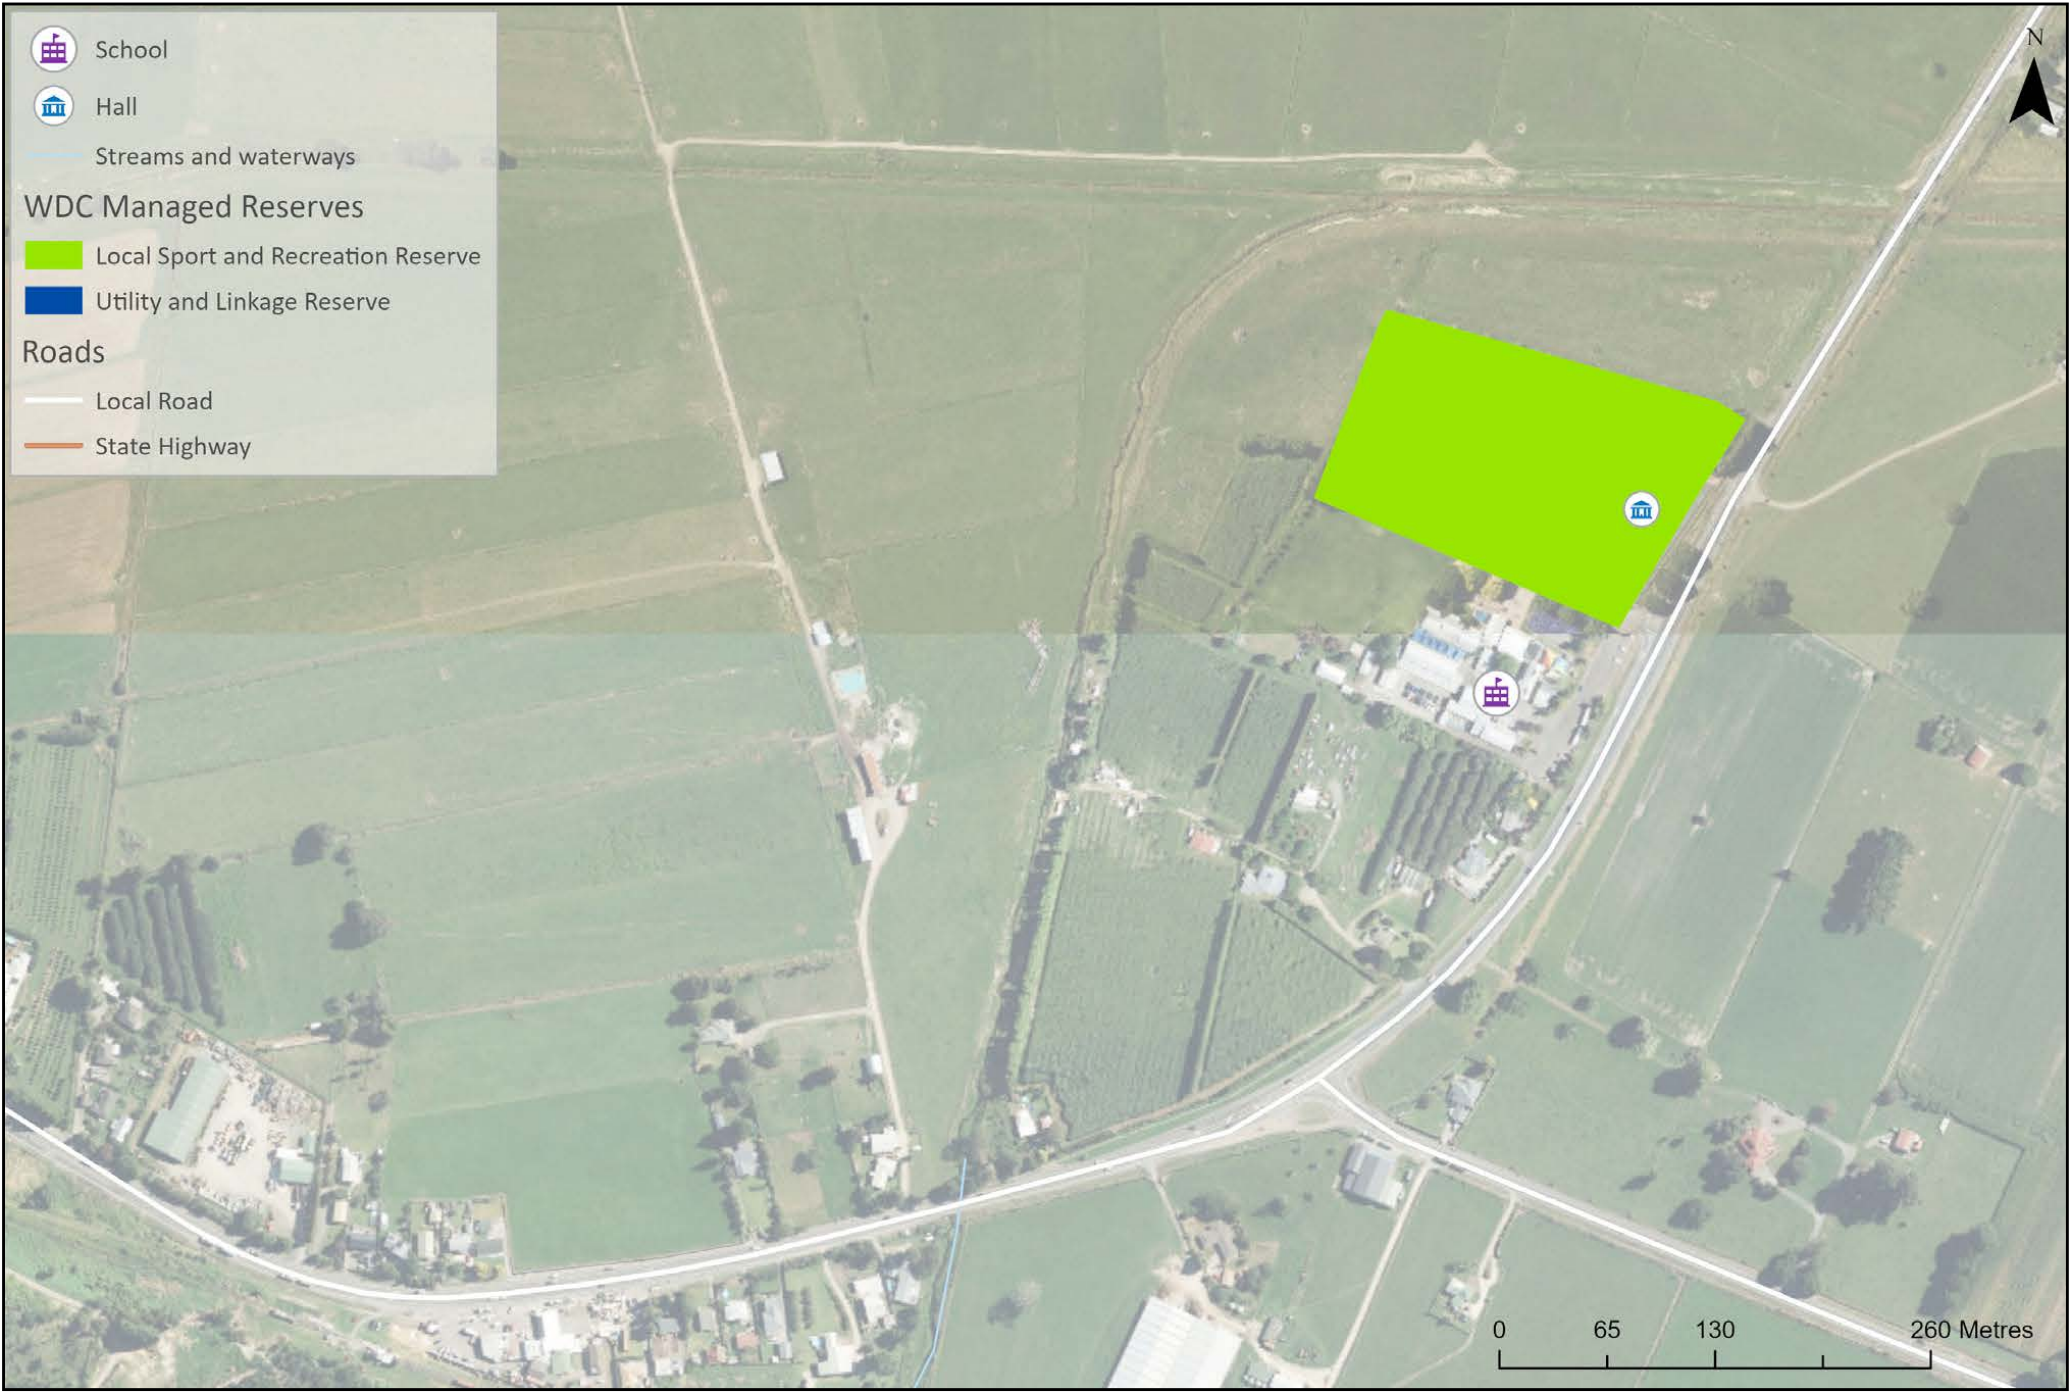 School
Hall
Streams and waterways
WDC Managed Reserves
Local Sport and Recreation Reserve
Utility and Linkage Reserve
Roads
Local Road
State Highway
N
0 65 130 260 Metres